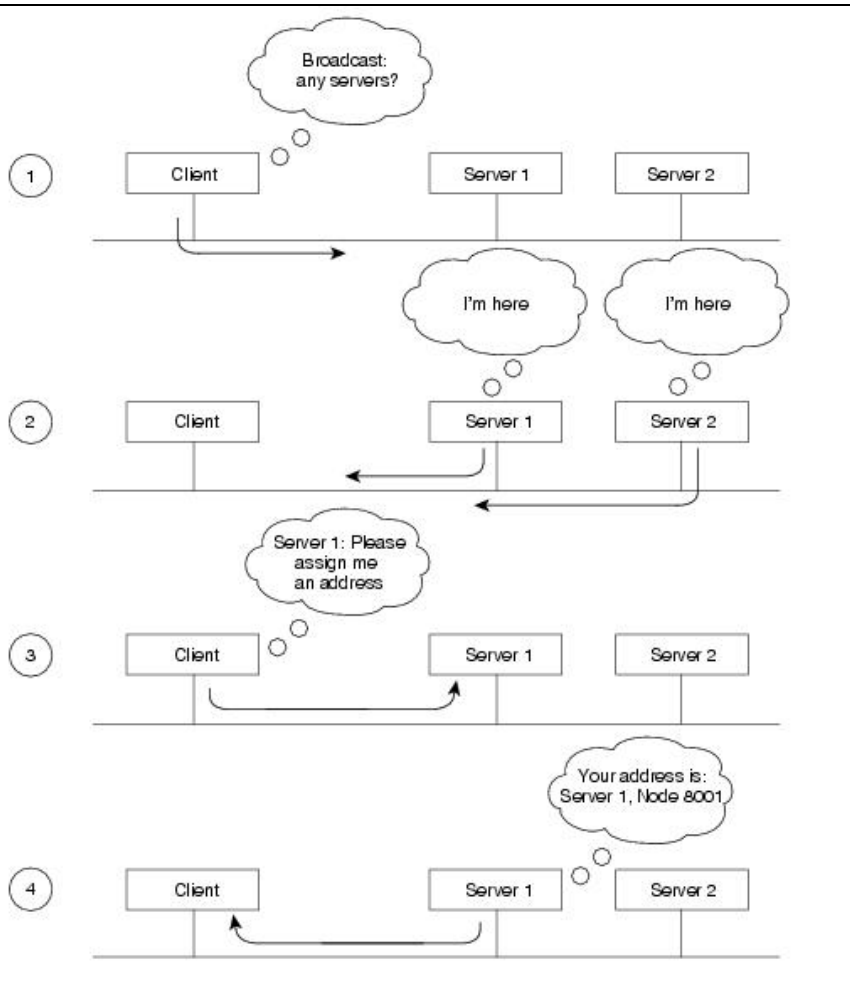 Broadcast:
any servers?
1
Client
Server 1
Server 2
I'm here
I'm here
2
Client
Server 1
Server 2
Server 1: Please
assign me
an address
3
Client
Server 1
Server 2
Your address is:
Server 1, Node 8001
4
Client
Server 1
Server 2